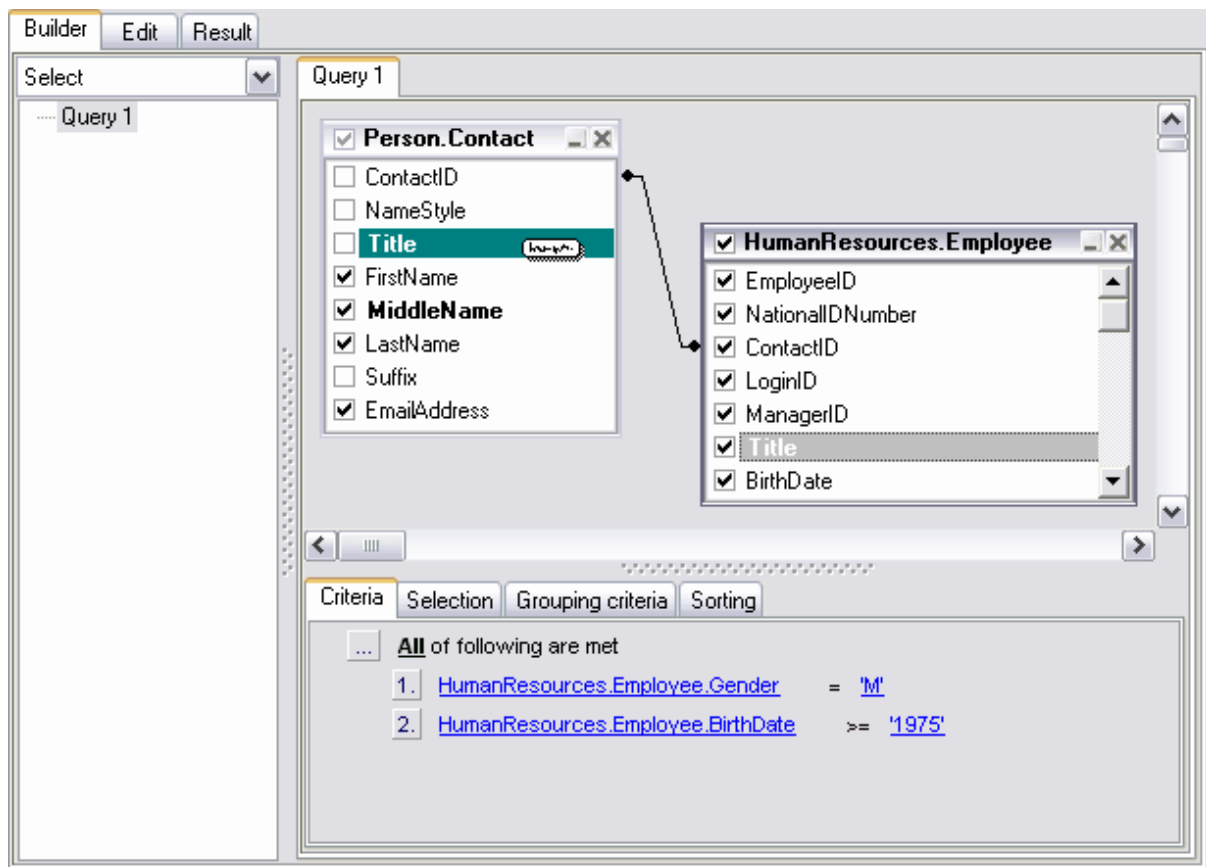 Builder Edit Result
Select
Query 1
Query 1
Person.Contact
ContactID
NameStyle
Title
FirstName
MiddleName
LastName
Suffix
EmailAddress
HumanResources.Employee
EmployeeID
NationalIDNumber
ContactID
LoginID
ManagerID
Title
BirthDate
Criteria Selection Grouping criteria Sorting
... All of following are met
1. HumanResources.Employee.Gender = 'M'
2. HumanResources.Employee.BirthDate >= '1975'